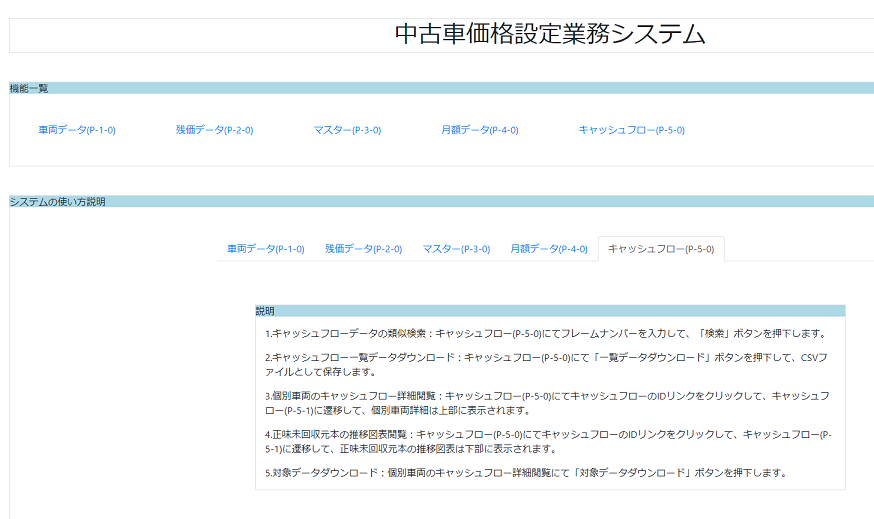 中古車価格設定業務システム
機能一覧
車両データ(P-1-0) 残価データ(P-2-0) マスター(P-3-0) 月額データ(P-4-0) キャッシュフロー(P-5-0)
システムの使い方説明
車両データ(P-1-0) 残価データ(P-2-0) マスター(P-3-0) 月額データ(P-4-0) キャッシュフロー(P-5-0)
説明
1.キャッシュフローデータの類似検索：キャッシュフロー(P-5-0)にてフレームナンバーを入力して、「検索」ボタンを押下します。
2.キャッシュフロー一覧データダウンロード：キャッシュフロー(P-5-0)にて「一覧データダウンロード」ボタンを押下して、CSVフ
ァイルとして保存します。
3.個別車両のキャッシュフロー詳細閲覧：キャッシュフロー(P-5-0)にてキャッシュフローのIDリンクをクリックして、キャッシュフ
ロー(P-5-1)に遷移して、個別車両詳細は上部に表示されます。
4.正味未回収元本の推移図表閲覧：キャッシュフロー(P-5-0)にてキャッシュフローのIDリンクをクリックして、キャッシュフロー(P-
5-1)に遷移して、正味未回収元本の推移図表は下部に表示されます。
5.対象データダウンロード：個別車両のキャッシュフロー詳細閲覧にて「対象データダウンロード」ボタンを押下します。